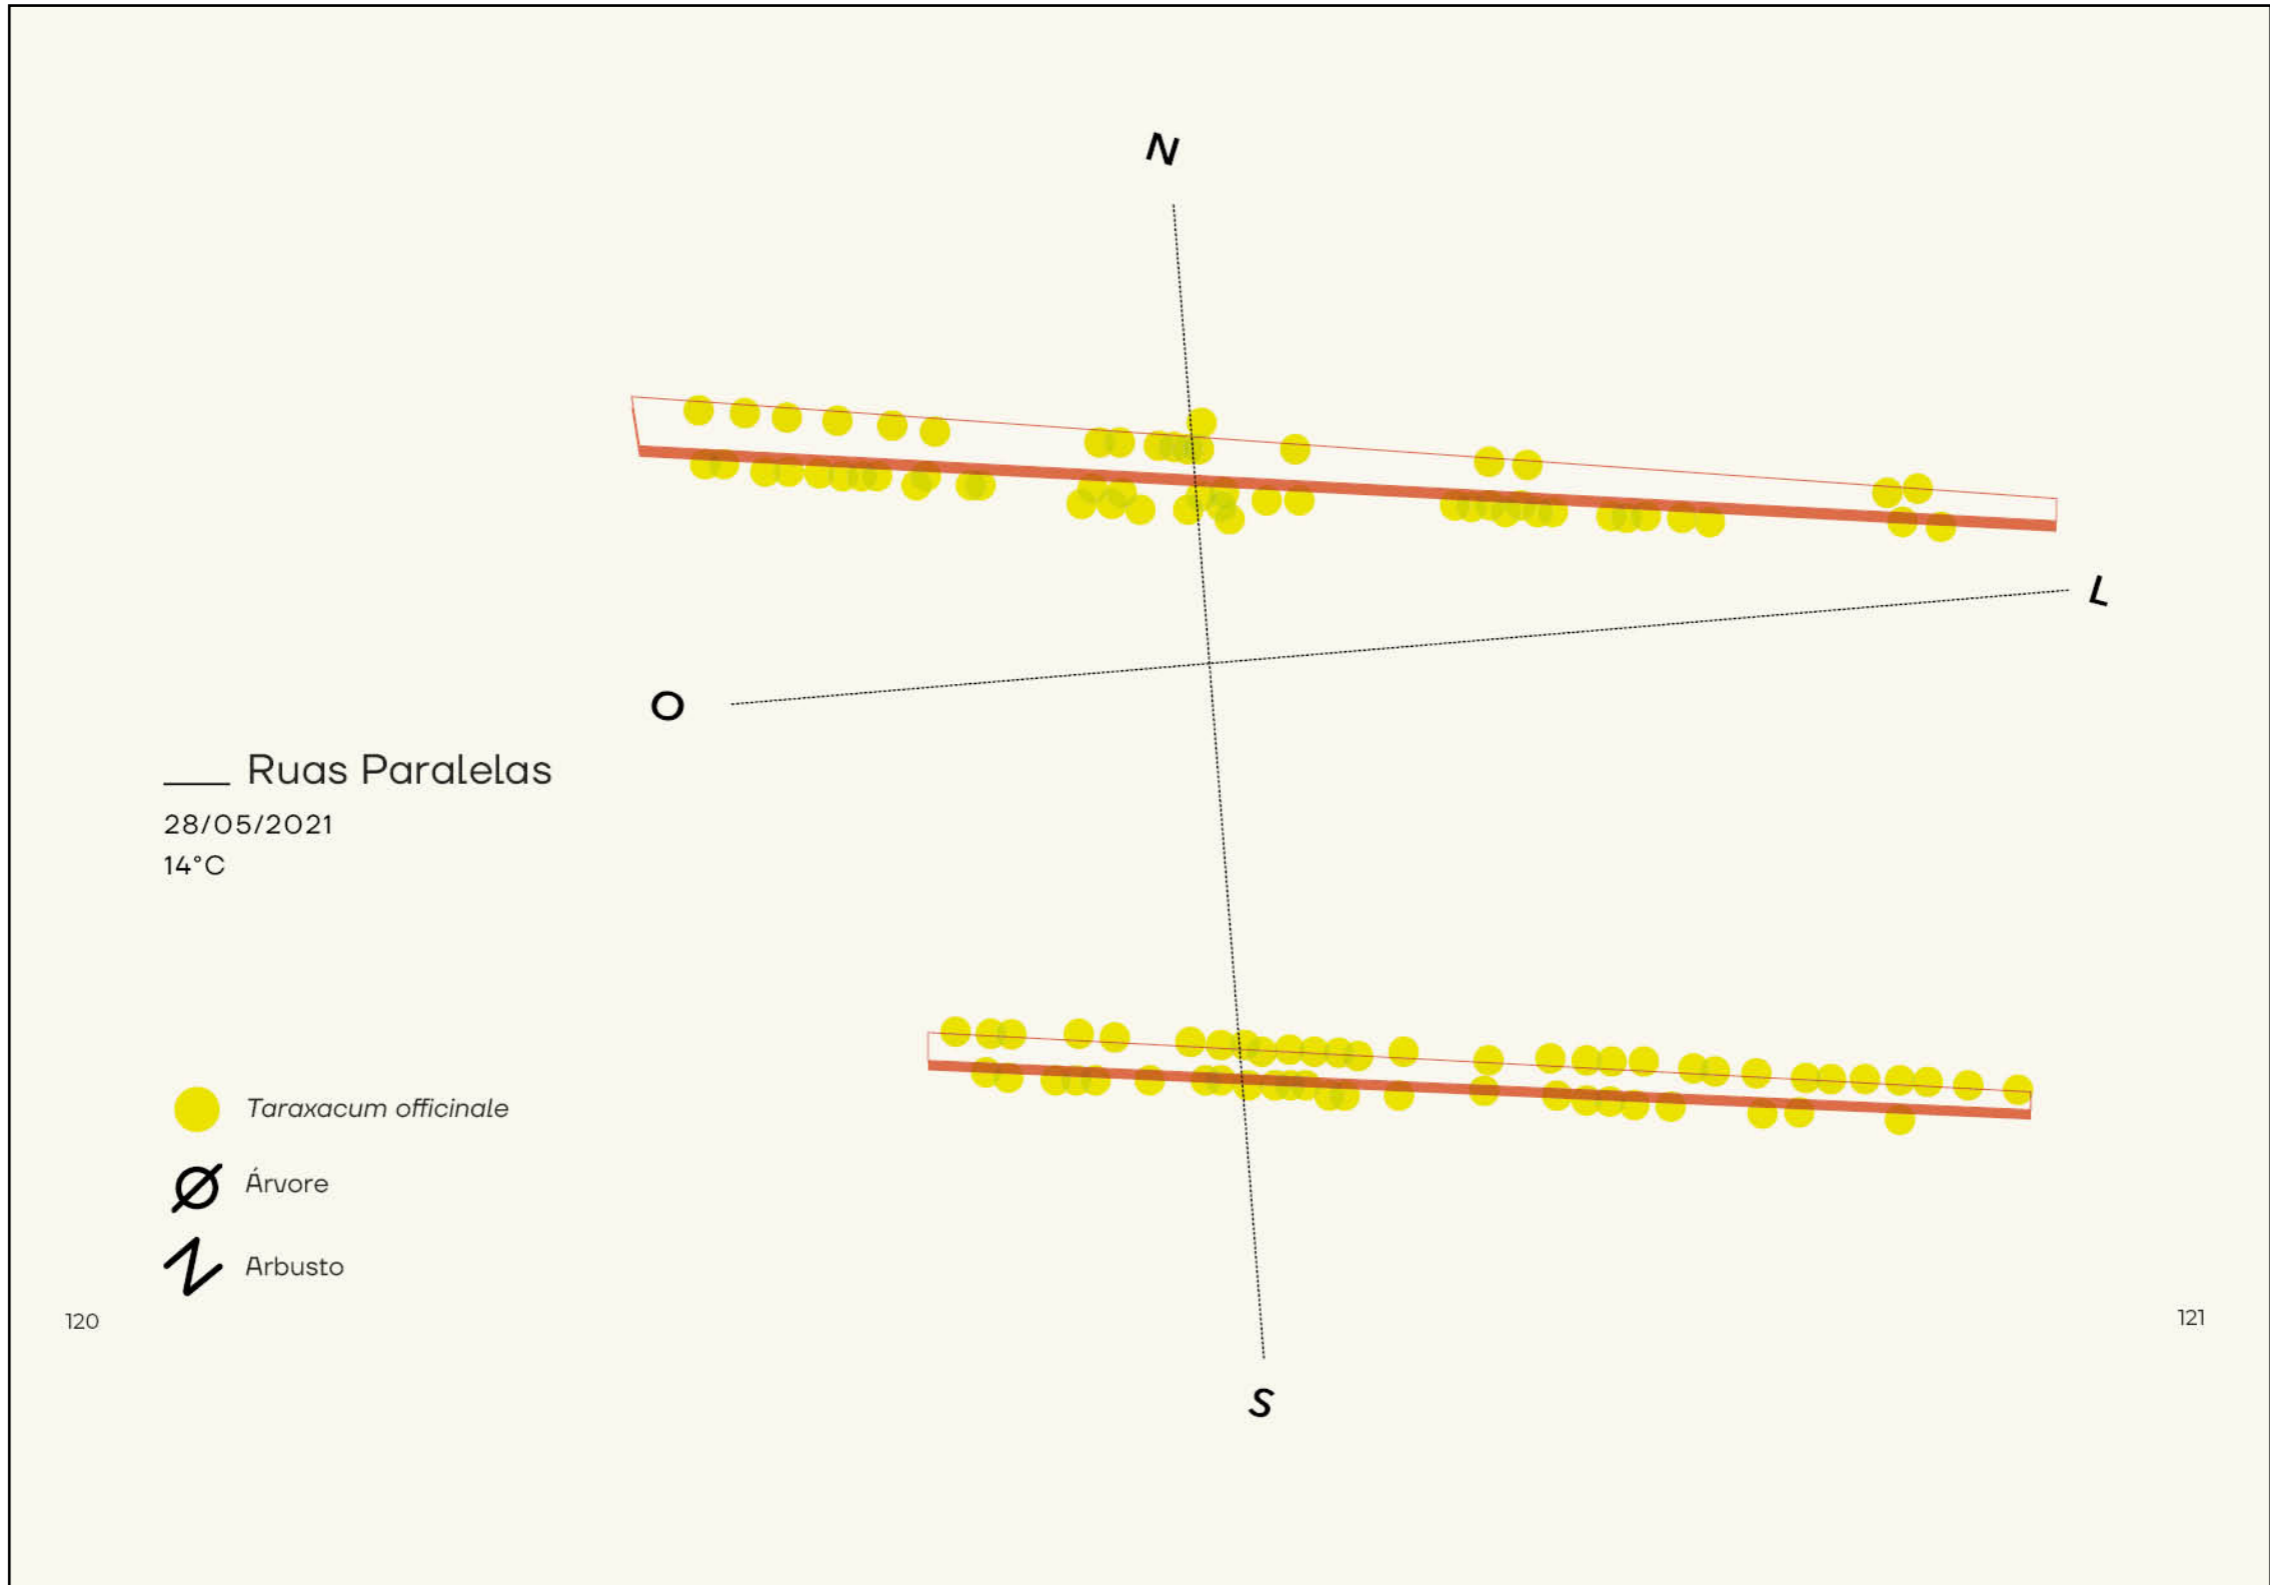 N
L
O
Ruas Paralelas
28/05/2021
14°C
Taraxacum officinale
Árvore
Arbusto
120
121
S